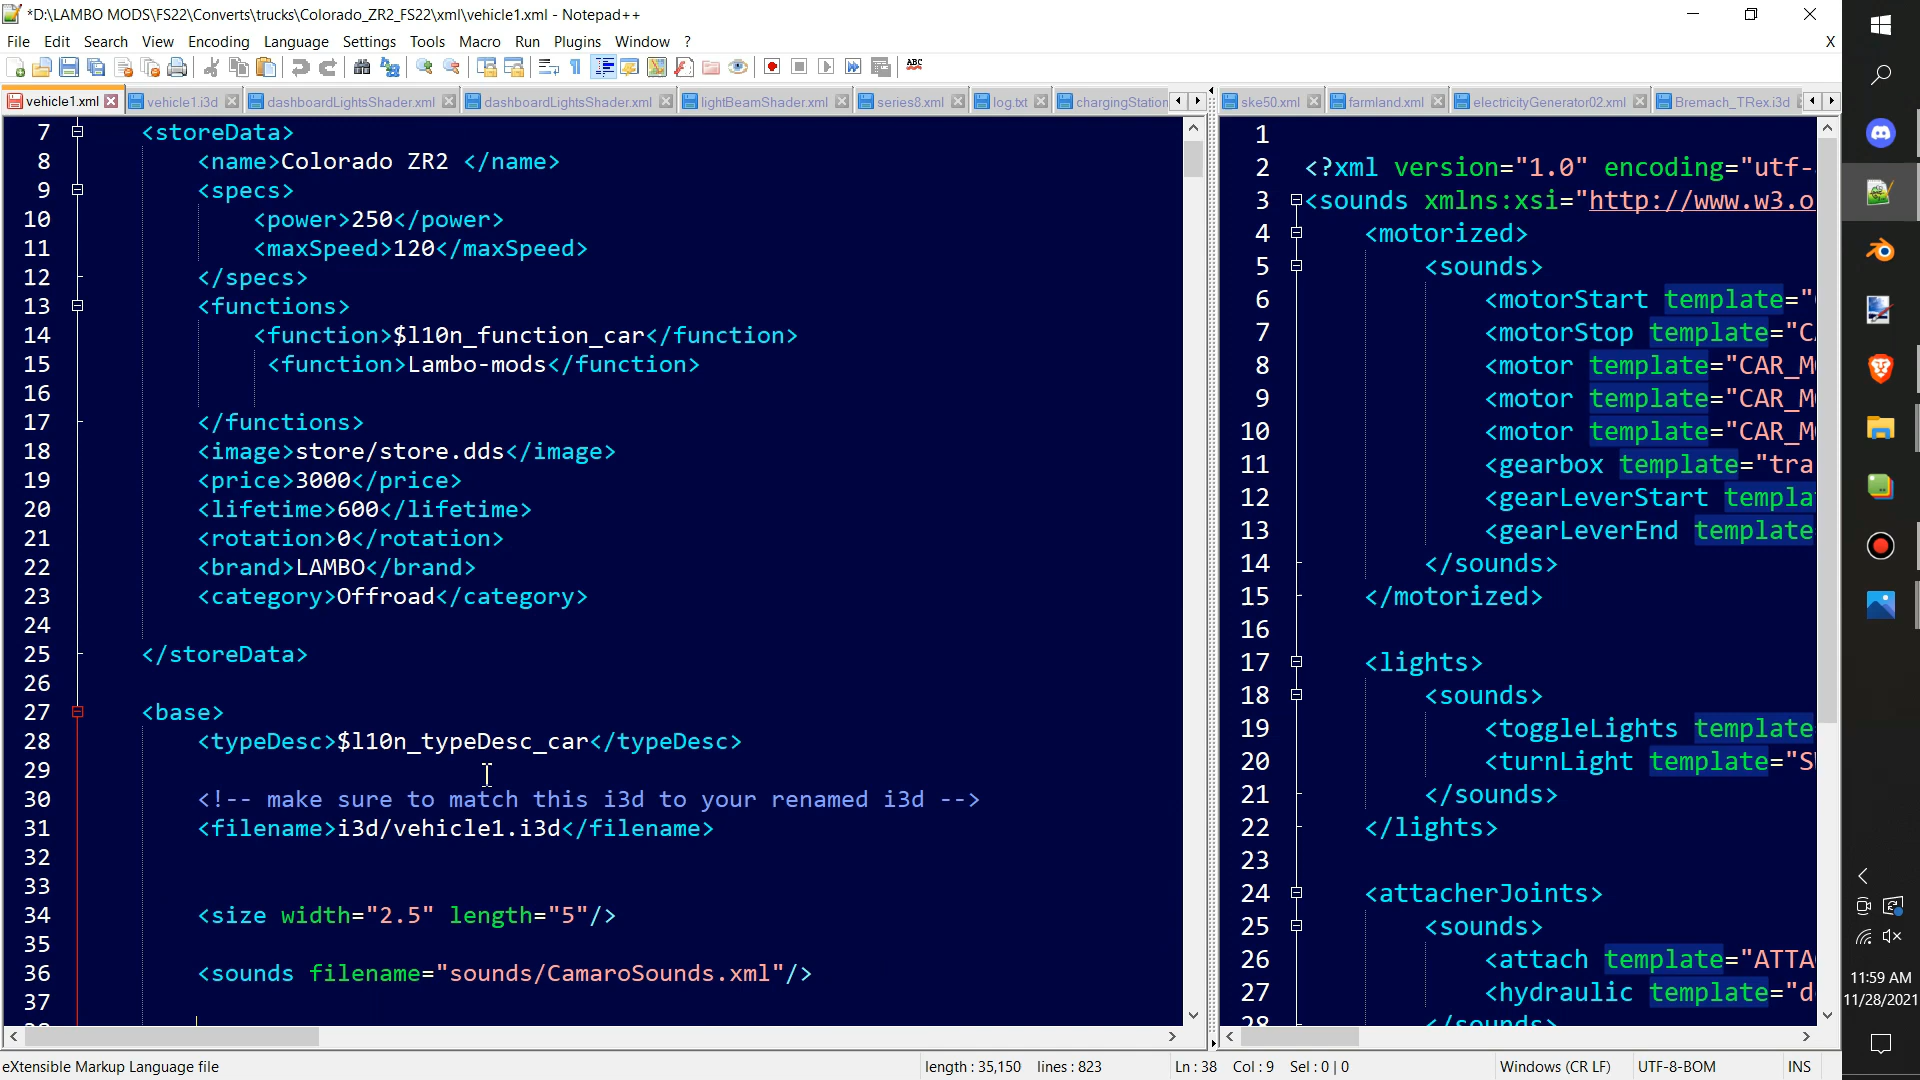 *D:\LAMBO MODS\FS22\Converts\trucks\Colorado_ZR2_FS22\xml\vehicle1.xml - Notepad++
File Edit Search View Encoding Language Settings Tools Macro Run Plugins Window ? X
ABC
vehicle1.xml vehicle1.i3d dashboardLightsShader.xml dashboardLightsShader.xml lightBeamShader.xml series8.xml log.txt chargingStation ske50.xml farmland.xml electricityGenerator02.xml Bremach_TRex.i3d
7 <storeData>
8 <name>Colorado ZR2 </name>
9 <specs>
10 <power>250</power>
11 <maxSpeed>120</maxSpeed>
12 </specs>
13 <functions>
14 <function>$l10n_function_car</function>
15 <function>Lambo-mods</function>
16
17 </functions>
18 <image>store/store.dds</image>
19 <price>3000</price>
20 <lifetime>600</lifetime>
21 <rotation>0</rotation>
22 <brand>LAMBO</brand>
23 <category>Offroad</category>
24
25 </storeData>
26
27 <base>
28 <typeDesc>$l10n_typeDesc_car</typeDesc>
29
30 <!-- make sure to match this i3d to your renamed i3d -->
31 <filename>i3d/vehicle1.i3d</filename>
32
33
34 <size width="2.5" length="5"/>
35
36 <sounds filename="sounds/CamaroSounds.xml"/>
37
38
1
2 <?xml version="1.0" encoding="utf-
3 <sounds xmlns:xsi="http://www.w3.o
4 <motorized>
5 <sounds>
6 <motorStart template="
7 <motorStop template="C
8 <motor template="CAR_M
9 <motor template="CAR_M
10 <motor template="CAR_M
11 <gearbox template="tra
12 <gearLeverStart templa
13 <gearLeverEnd template
14 </sounds>
15 </motorized>
16
17 <lights>
18 <sounds>
19 <toggleLights template
20 <turnLight template="S
21 </sounds>
22 </lights>
23
24 <attacherJoints>
25 <sounds>
26 <attach template="ATTA
27 <hydraulic template="d
28 </sounds>
eXtensible Markup Language file length : 35,150 lines : 823 Ln : 38 Col : 9 Sel : 0 | 0 Windows (CR LF) UTF-8-BOM INS
11:59 AM
11/28/2021